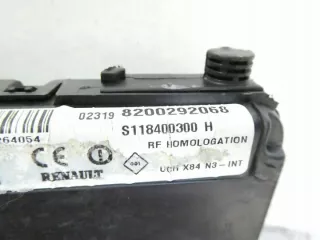 02319 8200292068
S118400300 H
264054 RF HOMOLOGATION
RENAULT UCH X84 N3-INT